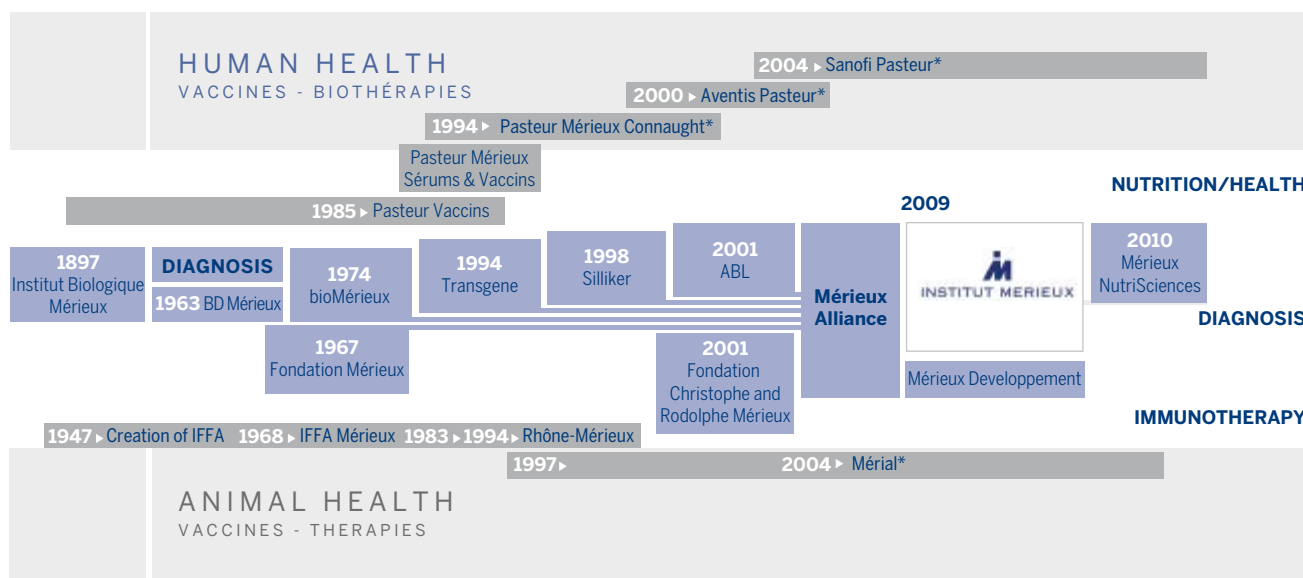 HUMAN HEALTH
VACCINES - BIOTHÉRAPIES
2004 ▸ Sanofi Pasteur*
2000 ▸ Aventis Pasteur*
1994 ▸ Pasteur Mérieux Connaught*
Pasteur Mérieux
Sérums & Vaccins
1985 ▸ Pasteur Vaccins
NUTRITION/HEALTH
1897
Institut Biologique
Mérieux
DIAGNOSIS
1963 BD Mérieux
1974
bioMérieux
1967
Fondation Mérieux
1994
Transgene
1998
Silliker
2001
ABL
2001
Fondation
Christophe and
Rodolphe Mérieux
Mérieux
Alliance
2009
INSTITUT MERIEUX
Mérieux Developpement
2010
Mérieux
NutriSciences
DIAGNOSIS
IMMUNOTHERAPY
1947 ▸ Creation of IFFA 1968 ▸ IFFA Mérieux 1983 ▸ 1994 ▸ Rhône-Mérieux
1997 ▸ 2004 ▸ Mérial*
ANIMAL HEALTH
VACCINES - THERAPIES